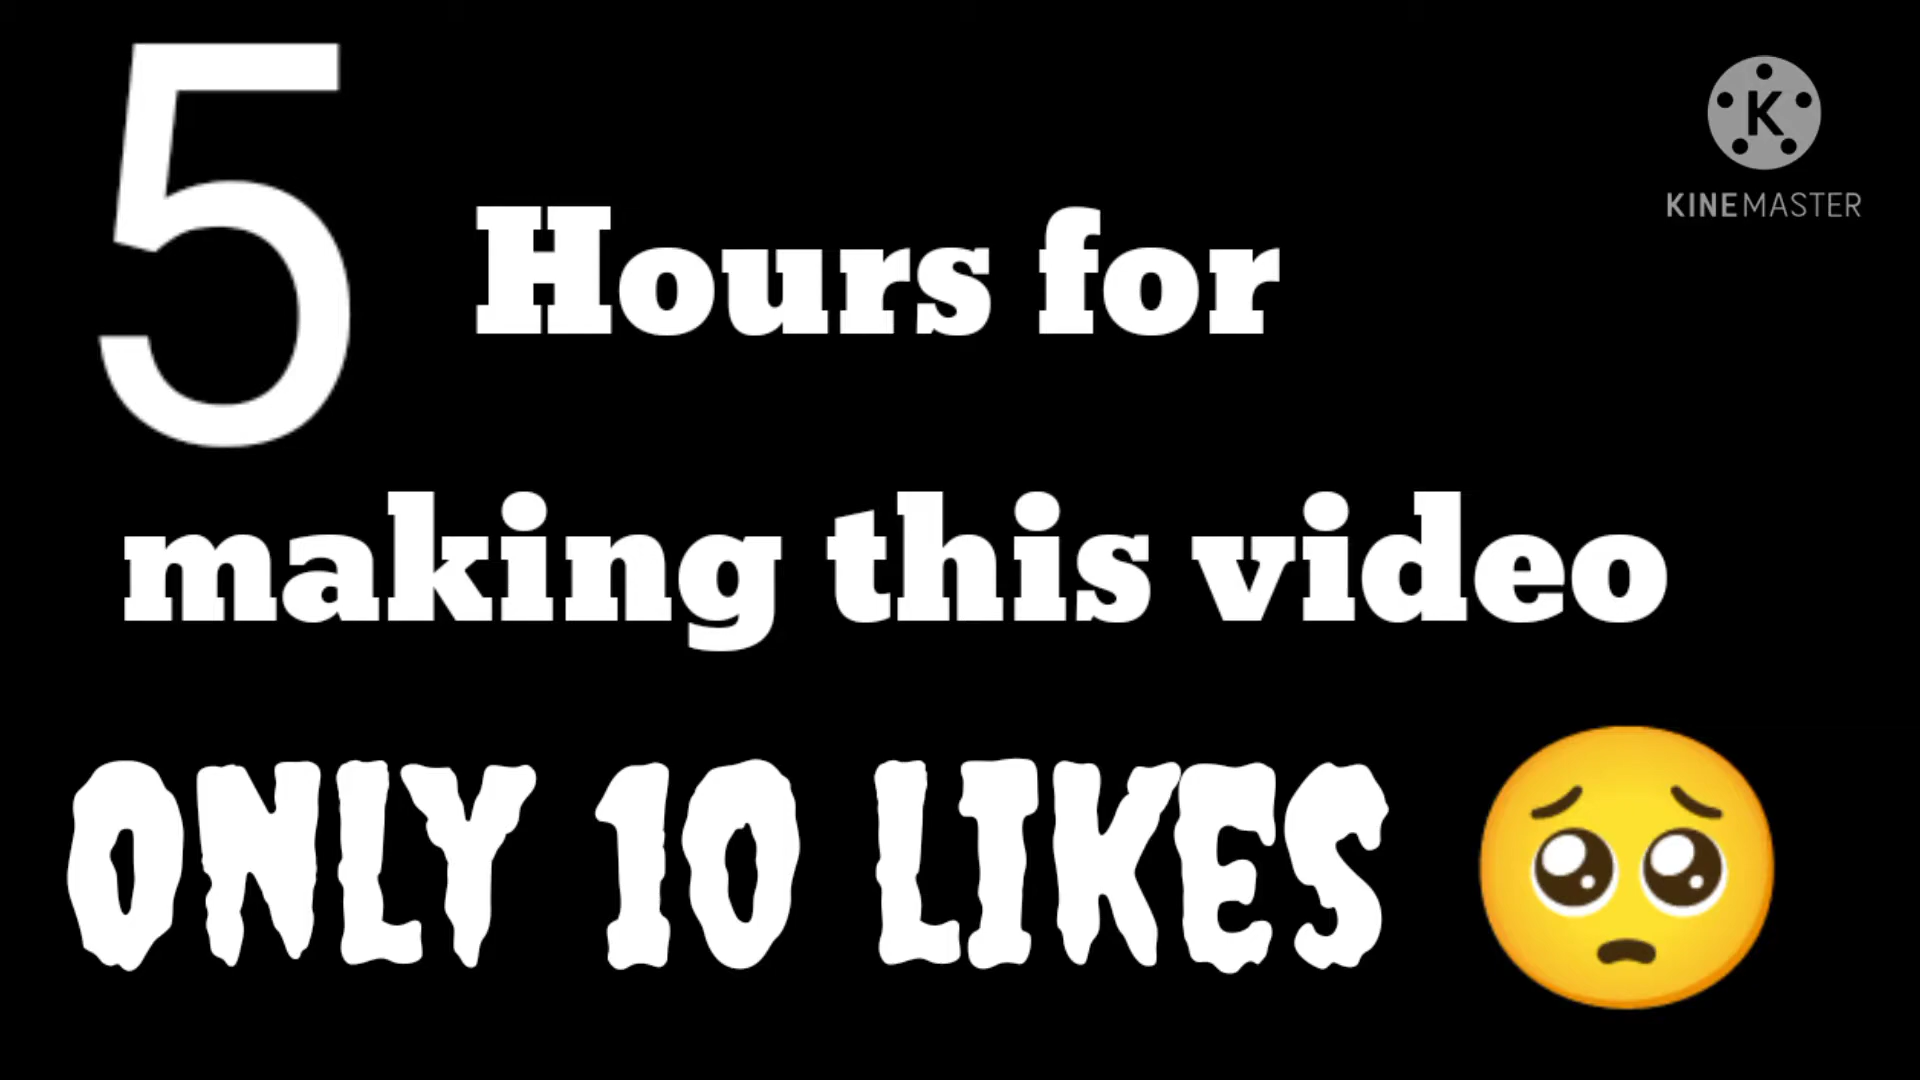 5 Hours for
making this video
ONLY 10 LIKES 🥺
K
KINEMASTER